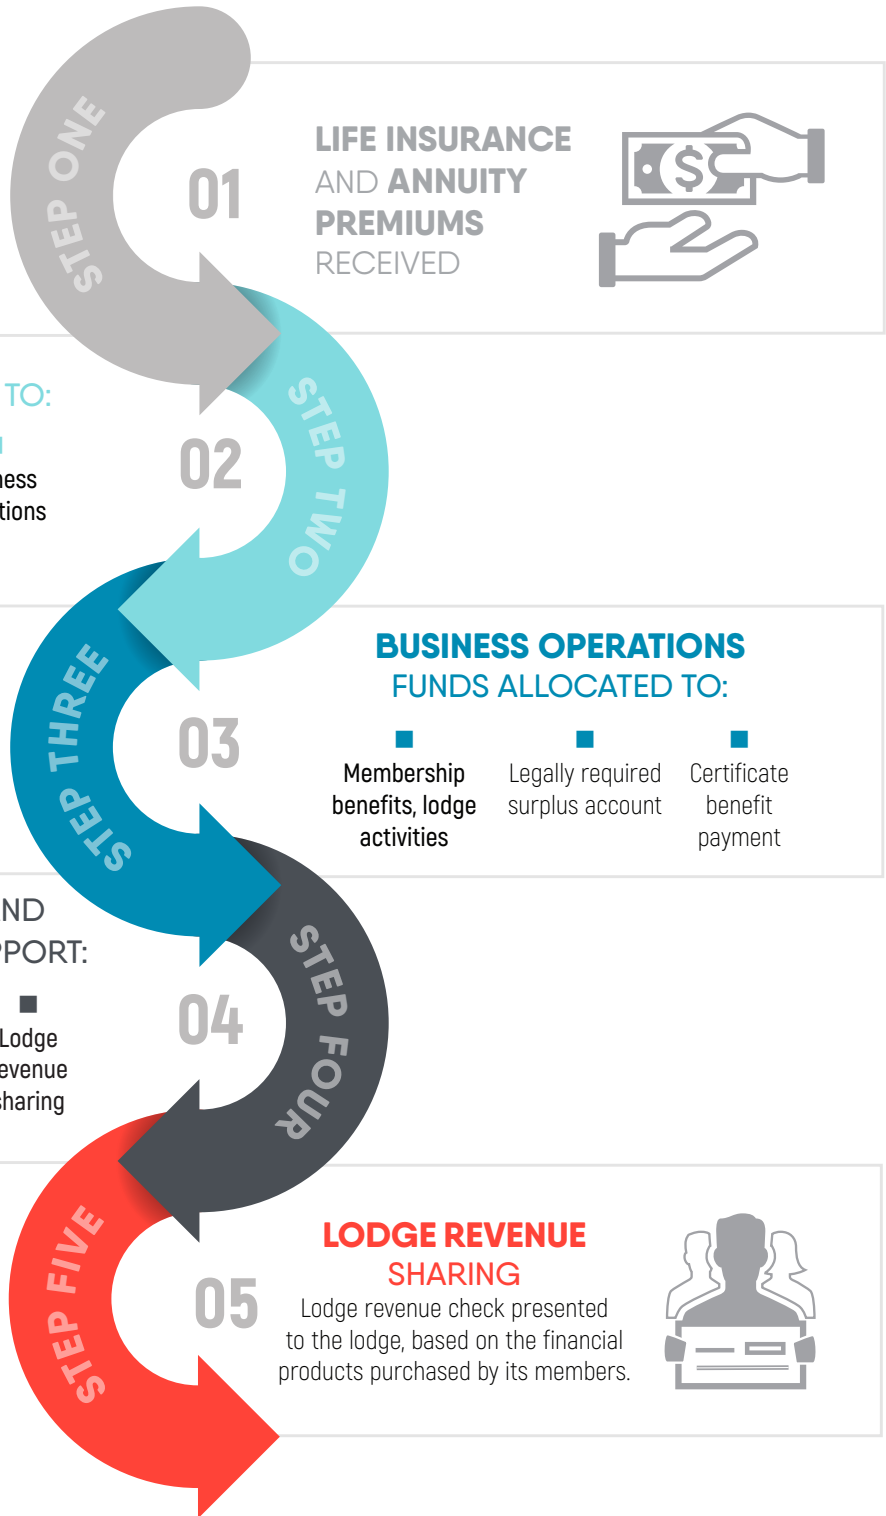 STEP ONE
01
LIFE INSURANCE
AND ANNUITY
PREMIUMS
RECEIVED
$
TO:
STEP TWO
02
ness
tions
STEP THREE
03
BUSINESS OPERATIONS
FUNDS ALLOCATED TO:
Membership
benefits, lodge
activities
Legally required
surplus account
Certificate
benefit
payment
ND
PPORT:
STEP FOUR
04
Lodge
evenue
sharing
STEP FIVE
05
LODGE REVENUE
SHARING
Lodge revenue check presented
to the lodge, based on the financial
products purchased by its members.